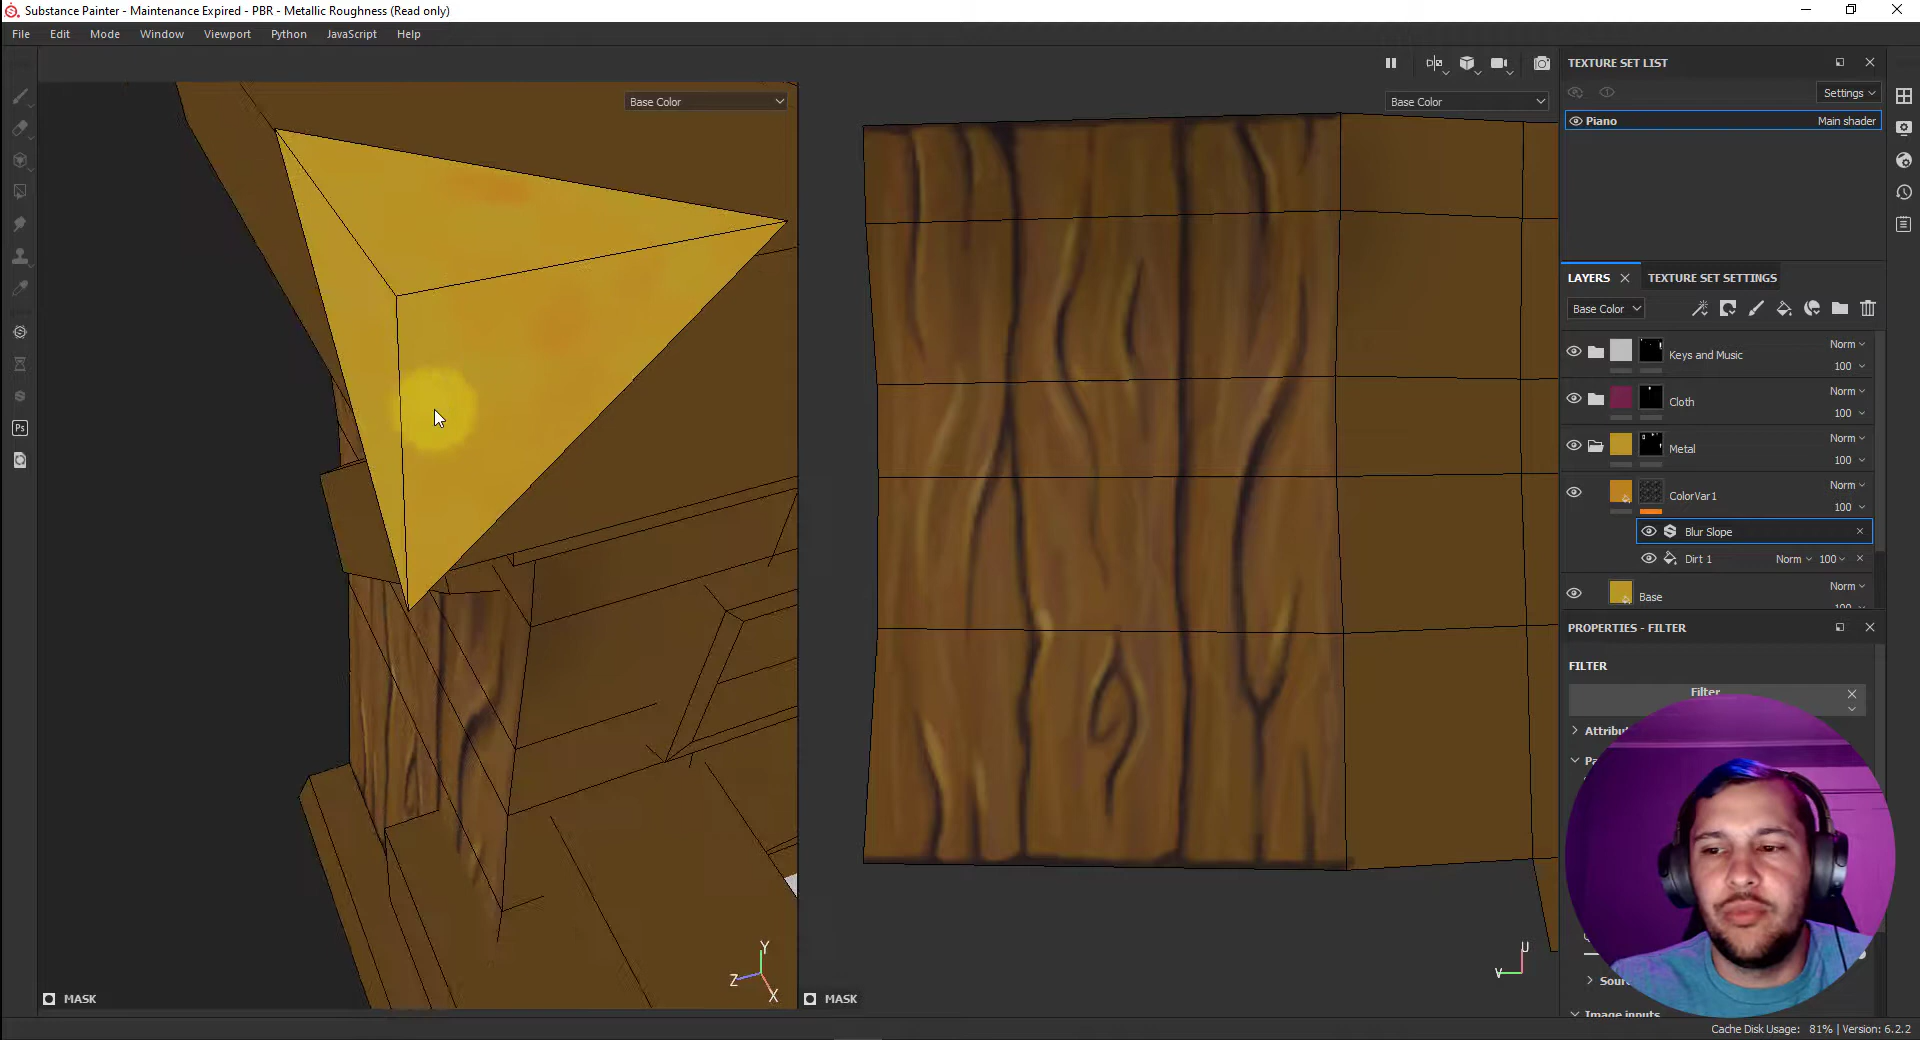 Substance Painter - Maintenance Expired - PBR - Metallic Roughness (Read only)
File Edit Mode Window Viewport Python JavaScript Help
Base Color
Base Color
TEXTURE SET LIST
Settings
Piano Main shader
LAYERS TEXTURE SET SETTINGS
Base Color
Norm
Keys and Music
100
Norm
Cloth
100
Norm
Metal
100
Norm
ColorVar1
100
Blur Slope
Dirt 1 Norm 100
Norm
Base
PROPERTIES - FILTER
FILTER
Filter
Ps
Y
Z
X
U
V
MASK
MASK
Image inputs
Cache Disk Usage: 81% | Version: 6.2.2